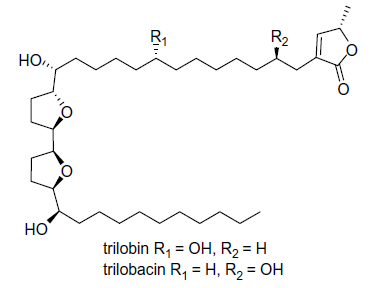 R₁ R₂
HO
O
O
O
O
HO
trilobin R₁ = OH, R₂ = H
trilobacin R₁ = H, R₂ = OH